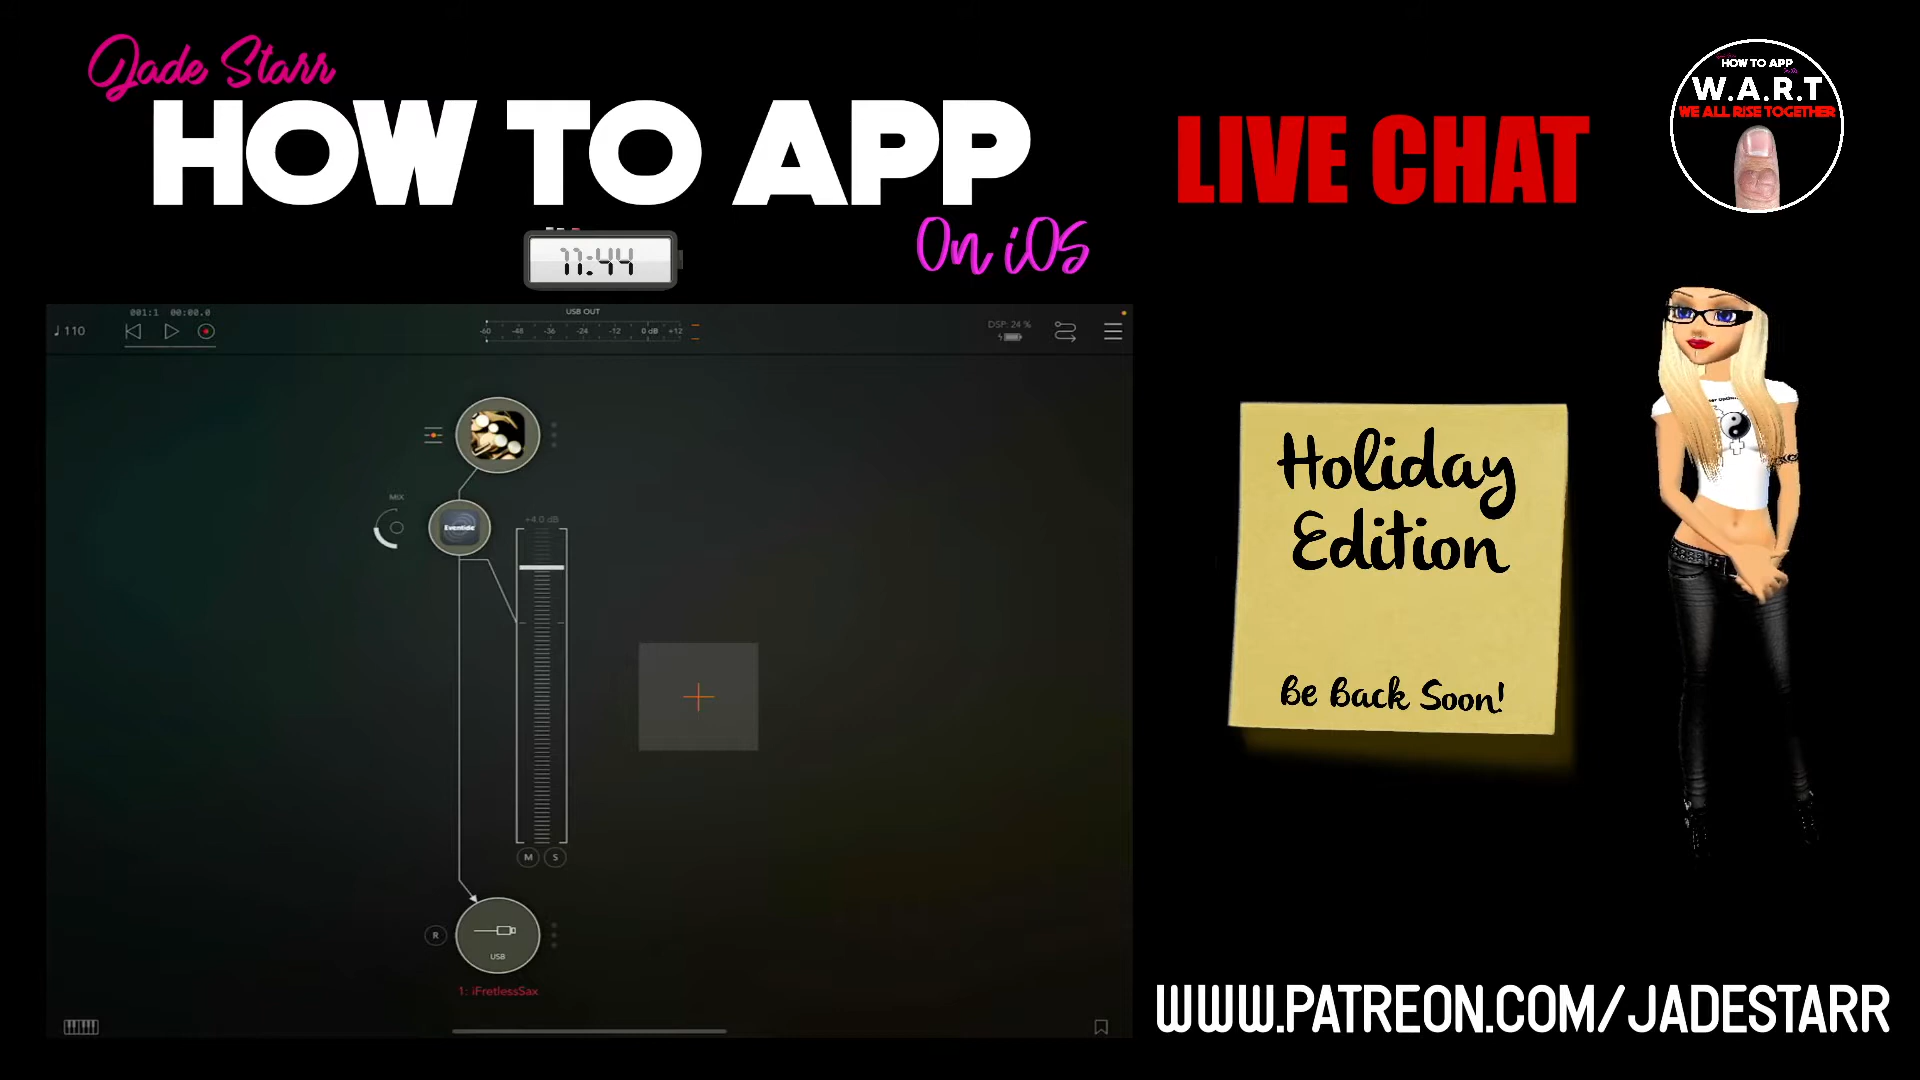 Jade Starr
HOW TO APP
On iOS
11:44
LIVE CHAT
HOW TO APP
W.A.R.T
WE ALL RISE TOGETHER
110
001:1 00:00.0
USB OUT
-60 -48 -36 -24 -12 0 dB +12
DSP: 24 %
MIX
Eventide
+4.0 dB
M S
R
USB
1: iFretlessSax
Holiday
Edition
Be Back Soon!
WWW.PATREON.COM/JADESTARR